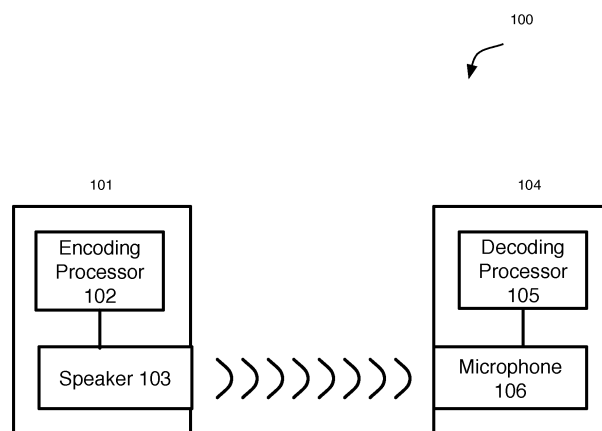 100
101
104
Encoding
Processor
102
Decoding
Processor
105
Speaker 103
Microphone
106